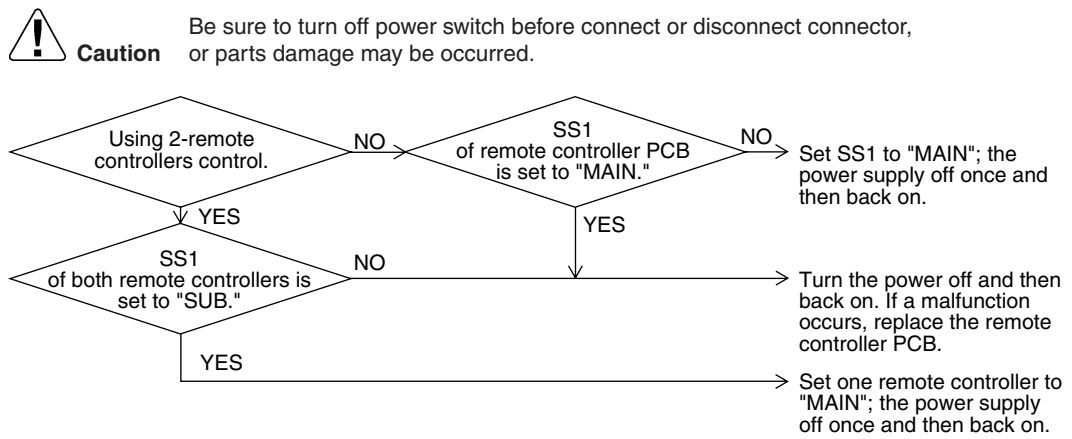 Be sure to turn off power switch before connect or disconnect connector,
Caution or parts damage may be occurred.
Using 2-remote
controllers control.
NO
SS1
of remote controller PCB
is set to "MAIN."
NO
Set SS1 to "MAIN"; the
power supply off once and
then back on.
YES
YES
SS1
of both remote controllers is
set to "SUB."
NO
Turn the power off and then
back on. If a malfunction
occurs, replace the remote
controller PCB.
YES
Set one remote controller to
"MAIN"; the power supply
off once and then back on.